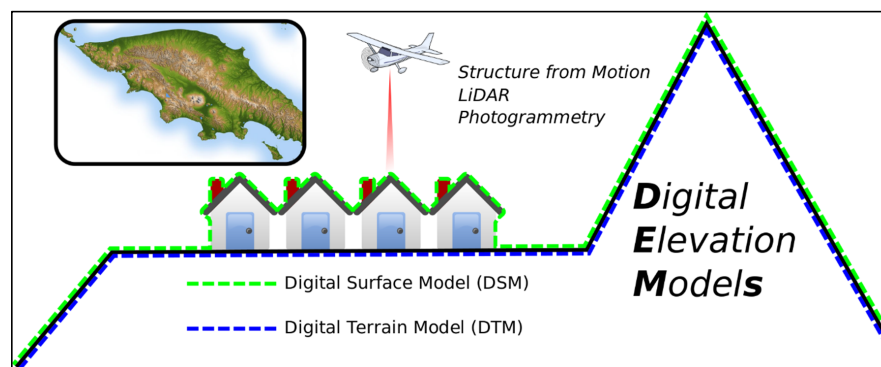 Structure from Motion
LiDAR
Photogrammetry
Digital
Elevation
Models
Digital Surface Model (DSM)
Digital Terrain Model (DTM)